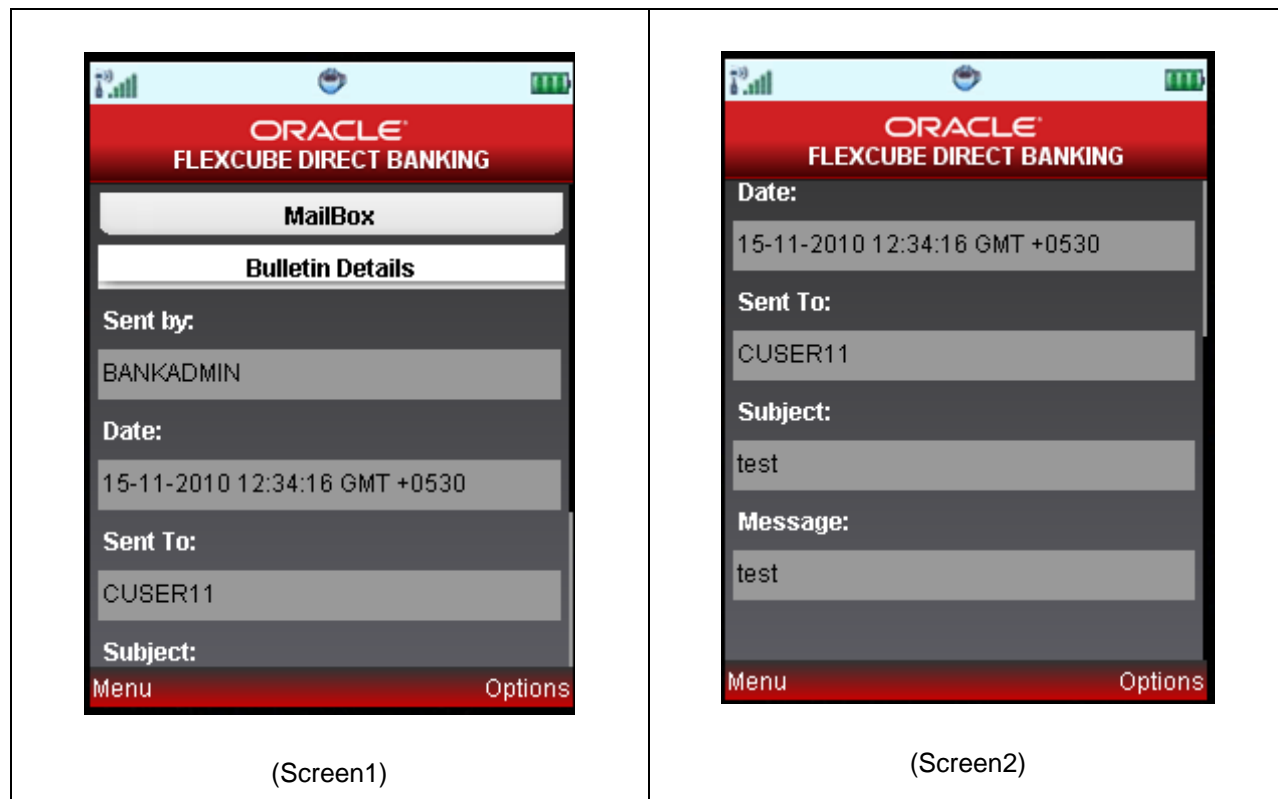 ORACLE
FLEXCUBE DIRECT BANKING
MailBox
Bulletin Details
Sent by:
BANKADMIN
Date:
15-11-2010 12:34:16 GMT +0530
Sent To:
CUSER11
Subject:
Menu Options
(Screen1)
ORACLE
FLEXCUBE DIRECT BANKING
Date:
15-11-2010 12:34:16 GMT +0530
Sent To:
CUSER11
Subject:
test
Message:
test
Menu Options
(Screen2)